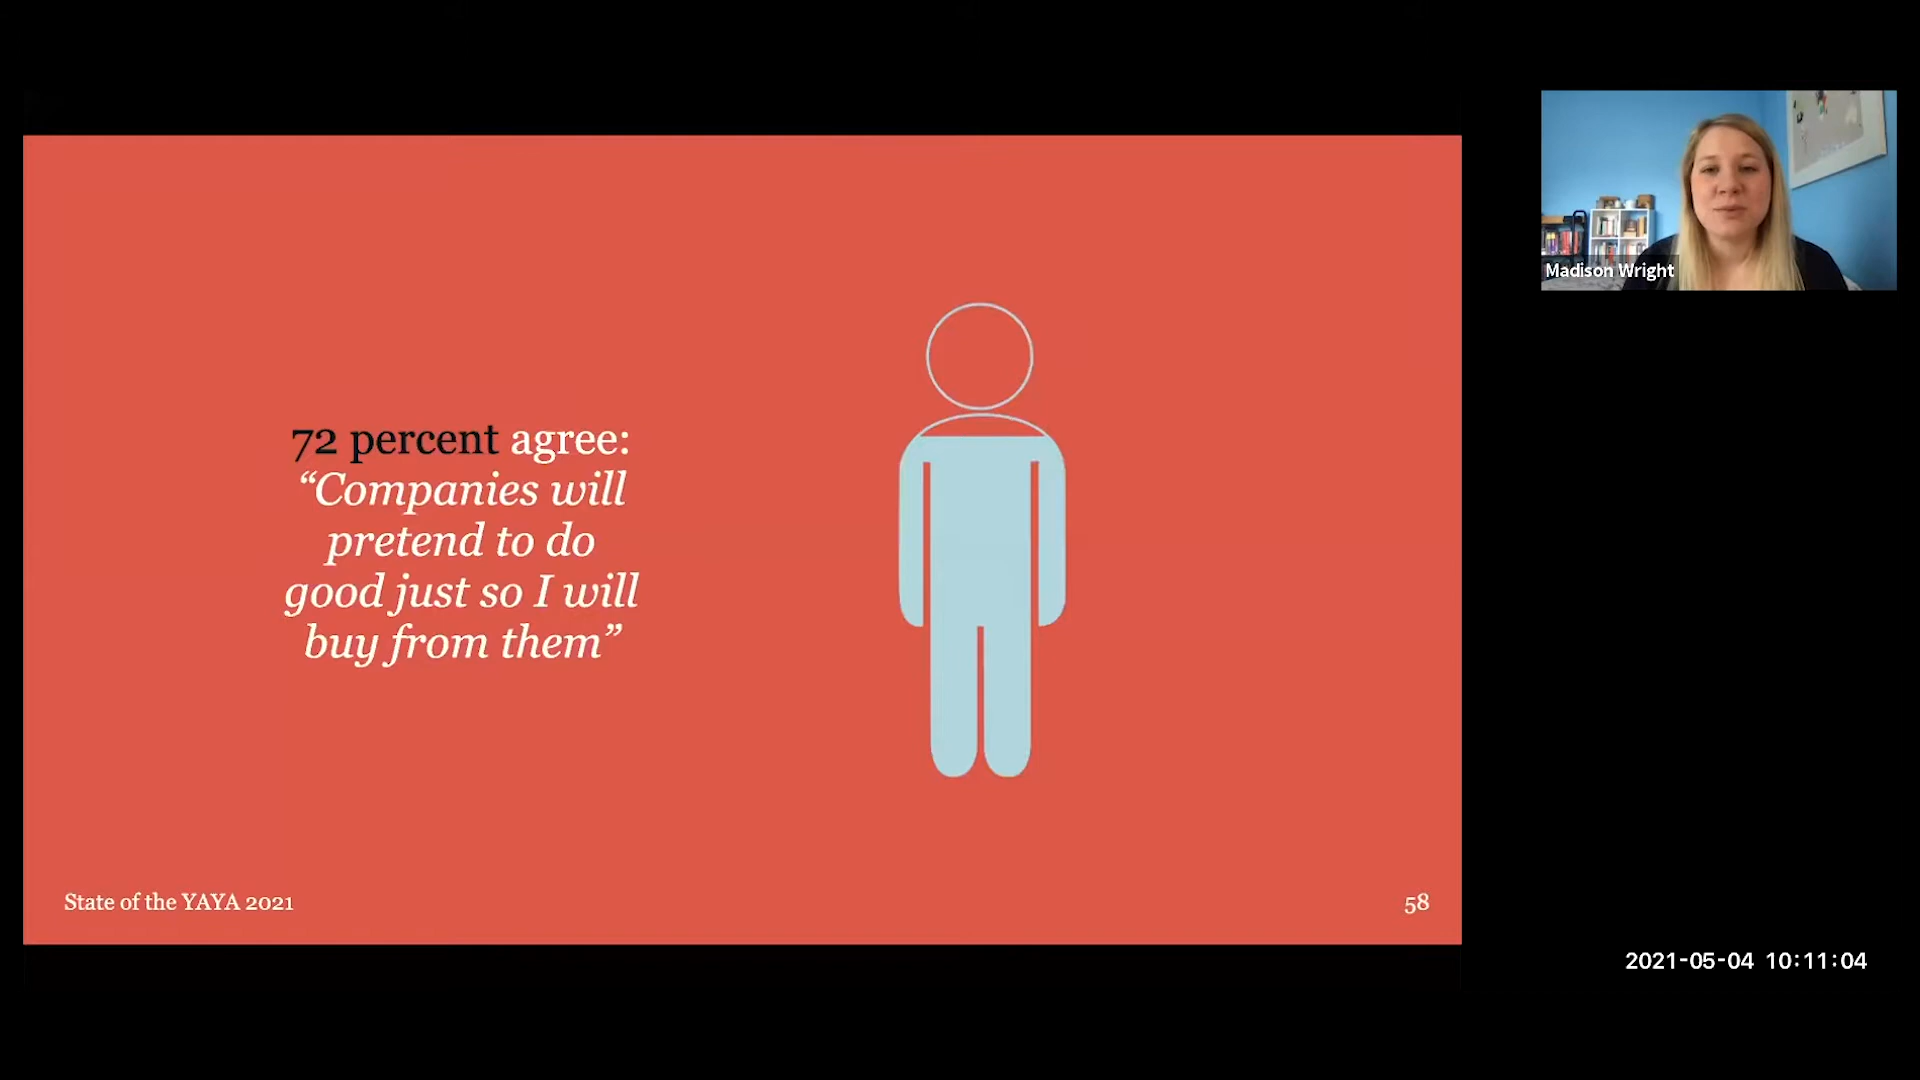 72 percent agree:
“Companies will
pretend to do
good just so I will
buy from them”
State of the YAYA 2021
58
Madison Wright
2021-05-04 10:11:04